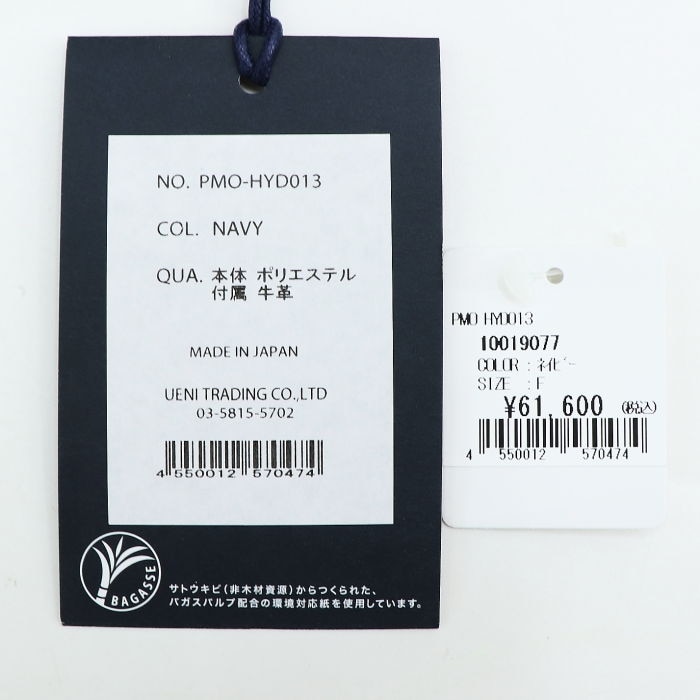 NO. PMO-HYD013
COL. NAVY
QUA. 本体 ポリエステル
付属 牛革
MADE IN JAPAN
UENI TRADING CO.,LTD
03-5815-5702
4 550012 570474
BAGASSE
サトウキビ(非木材資源)からつくられた、
バガスパルプ配合の環境対応紙を使用しています。
PMO HYD013
10019077
COLOR : ネイビー
SIZE : F
¥61,600 (税込)
4 550012 570474